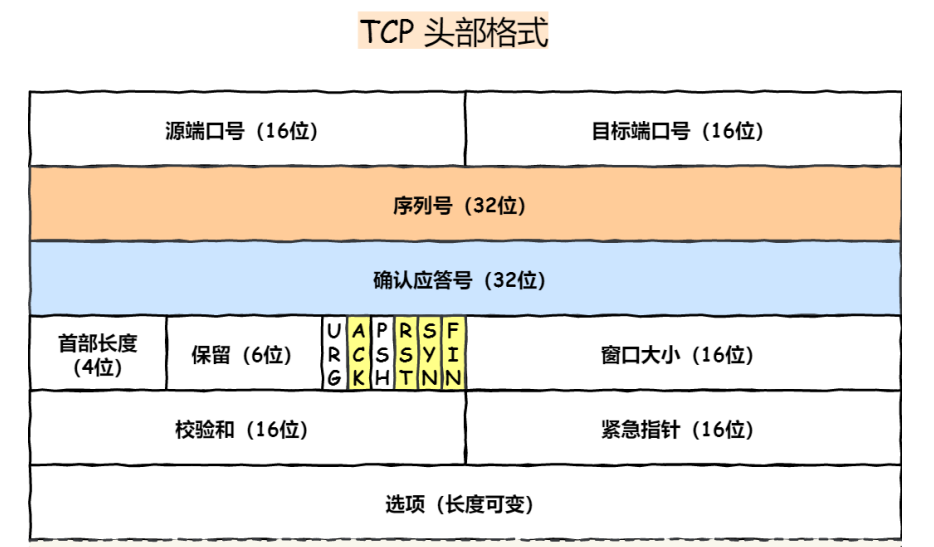 TCP 头部格式
源端口号（16位）
目标端口号（16位）
序列号（32位）
确认应答号（32位）
首部长度
（4位）
保留（6位）
URG
ACK
PSH
RST
SYN
FIN
窗口大小（16位）
校验和（16位）
紧急指针（16位）
选项（长度可变）